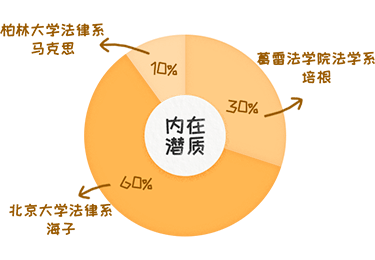 柏林大学法律系
马克思
10%
葛雷法学院法学系
培根
30%
内在
潜质
60%
北京大学法律系
海子